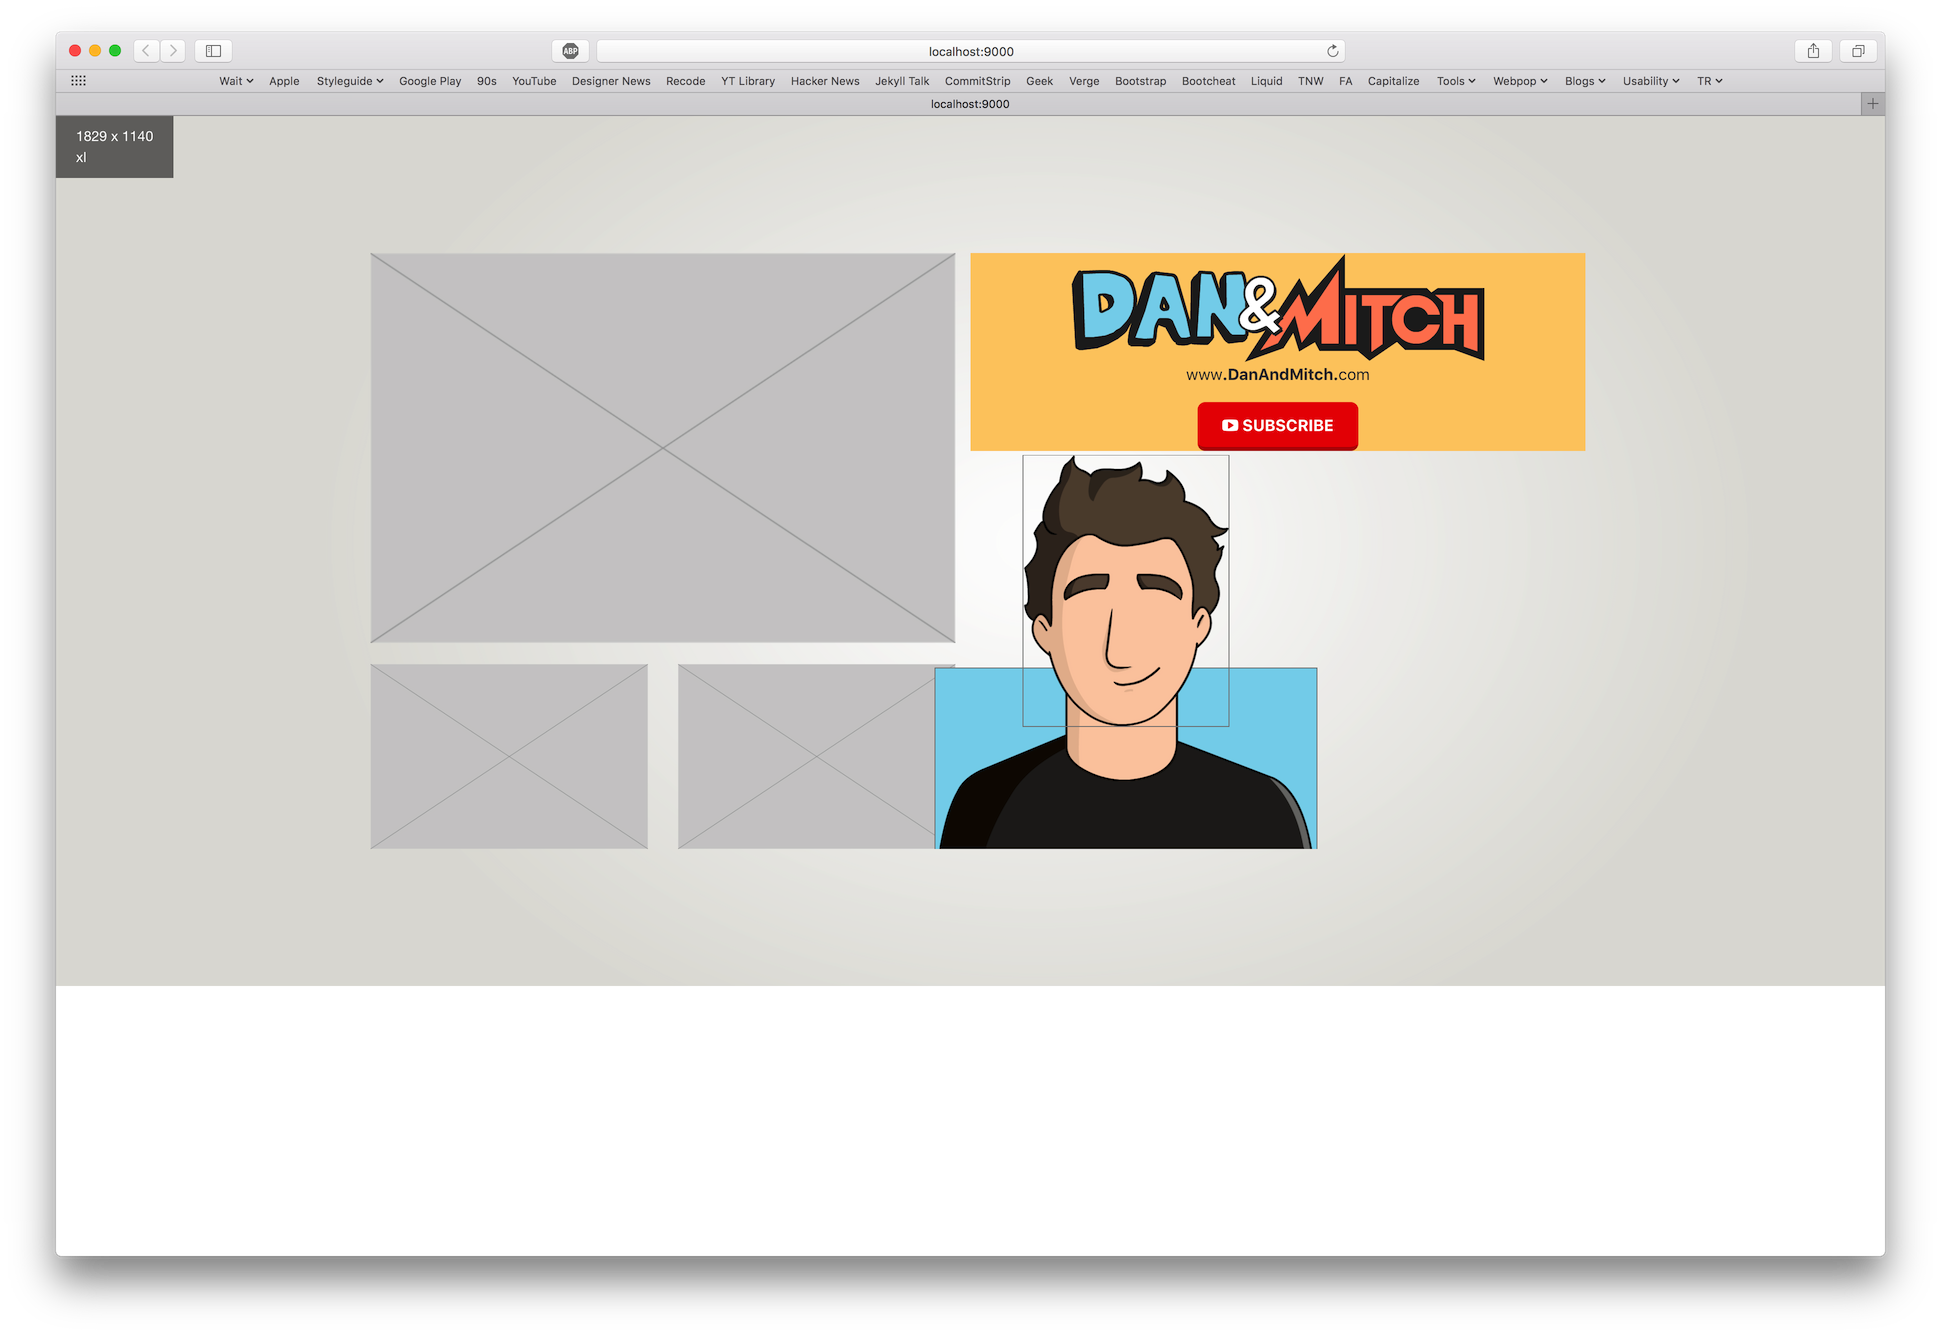 ABP
localhost:9000
Wait Apple Styleguide Google Play 90s YouTube Designer News Recode YT Library Hacker News Jekyll Talk CommitStrip Geek Verge Bootstrap Bootcheat Liquid TNW FA Capitalize Tools Webpop Blogs Usability TR
localhost:9000
1829 x 1140
xl
DAN&MITCH
www.DanAndMitch.com
SUBSCRIBE